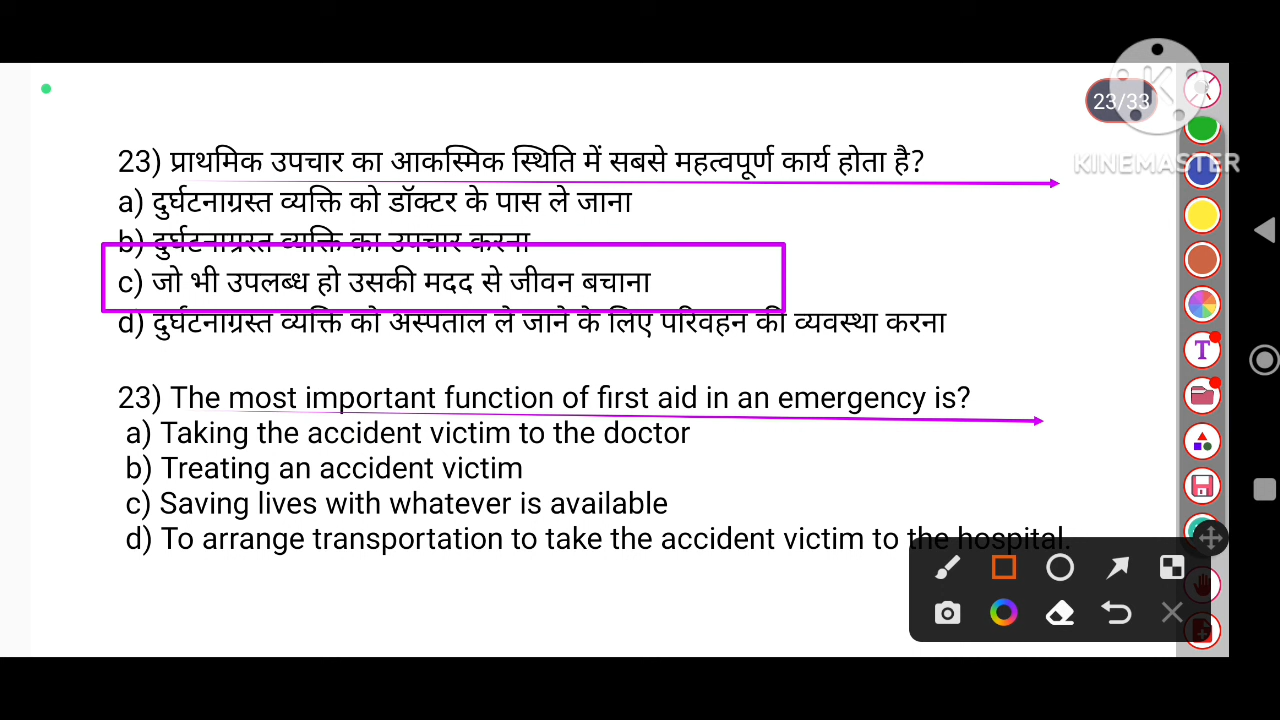 23/33
KINEMASTER
23) प्राथमिक उपचार का आकस्मिक स्थिति में सबसे महत्वपूर्ण कार्य होता है?
a) दुर्घटनाग्रस्त व्यक्ति को डॉक्टर के पास ले जाना
b) दुर्घटनाग्रस्त व्यक्ति का उपचार करना
c) जो भी उपलब्ध हो उसकी मदद से जीवन बचाना
d) दुर्घटनाग्रस्त व्यक्ति को अस्पताल ले जाने के लिए परिवहन की व्यवस्था करना
23) The most important function of first aid in an emergency is?
a) Taking the accident victim to the doctor
b) Treating an accident victim
c) Saving lives with whatever is available
d) To arrange transportation to take the accident victim to the hospital.
T